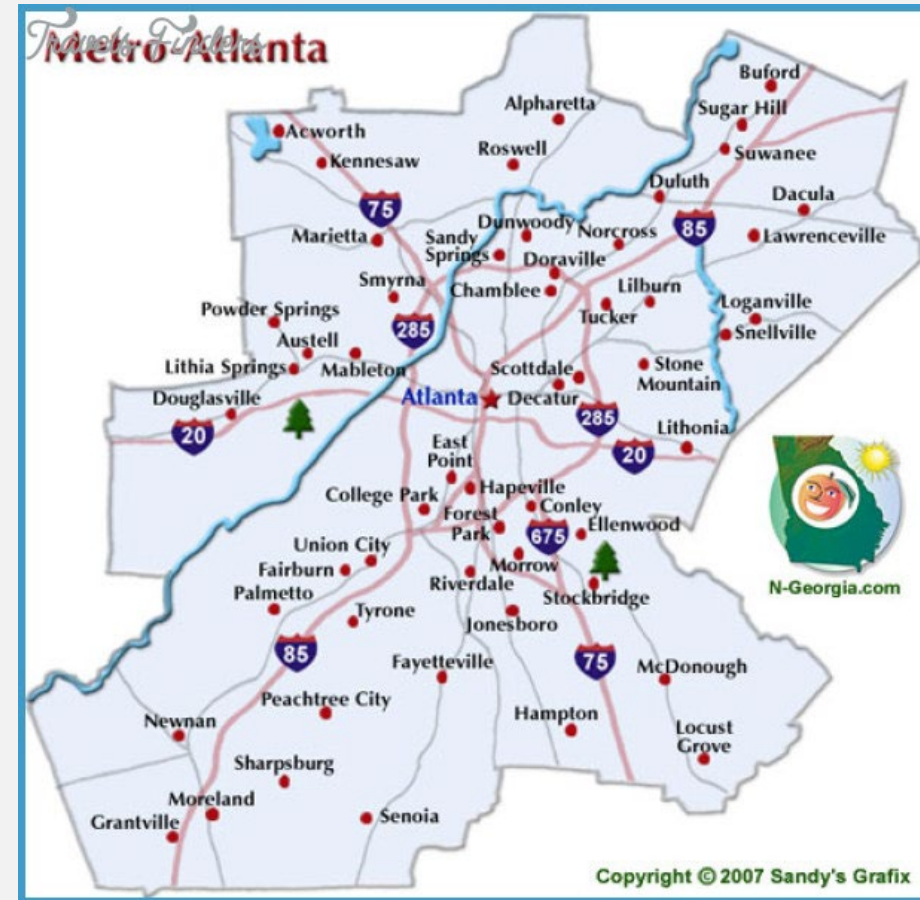 Travels Finders
Metro-Atlanta
Buford
Alpharetta
Sugar Hill
Acworth
Kennesaw
Roswell
Suwanee
Duluth
Dacula
75
85
Dunwoody
Norcross
Marietta
Sandy
Springs
Lawrenceville
Doraville
Smyrna
Chamblee
Lilburn
Powder Springs
Tucker
Loganville
285
Snellville
Austell
Lithia Springs
Mableton
Scottdale
Stone
Mountain
Douglasville
Atlanta
Decatur
285
20
Lithonia
20
East
Point
College Park
Hapeville
Conley
Forest
Park
Ellenwood
675
Union City
Morrow
Fairburn
Riverdale
Palmetto
Stockbridge
Tyrone
Jonesboro
N-Georgia.com
85
75
Fayetteville
McDonough
Peachtree City
Newnan
Hampton
Locust
Grove
Sharpsburg
Moreland
Grantville
Senoia
Copyright © 2007 Sandy's Grafix